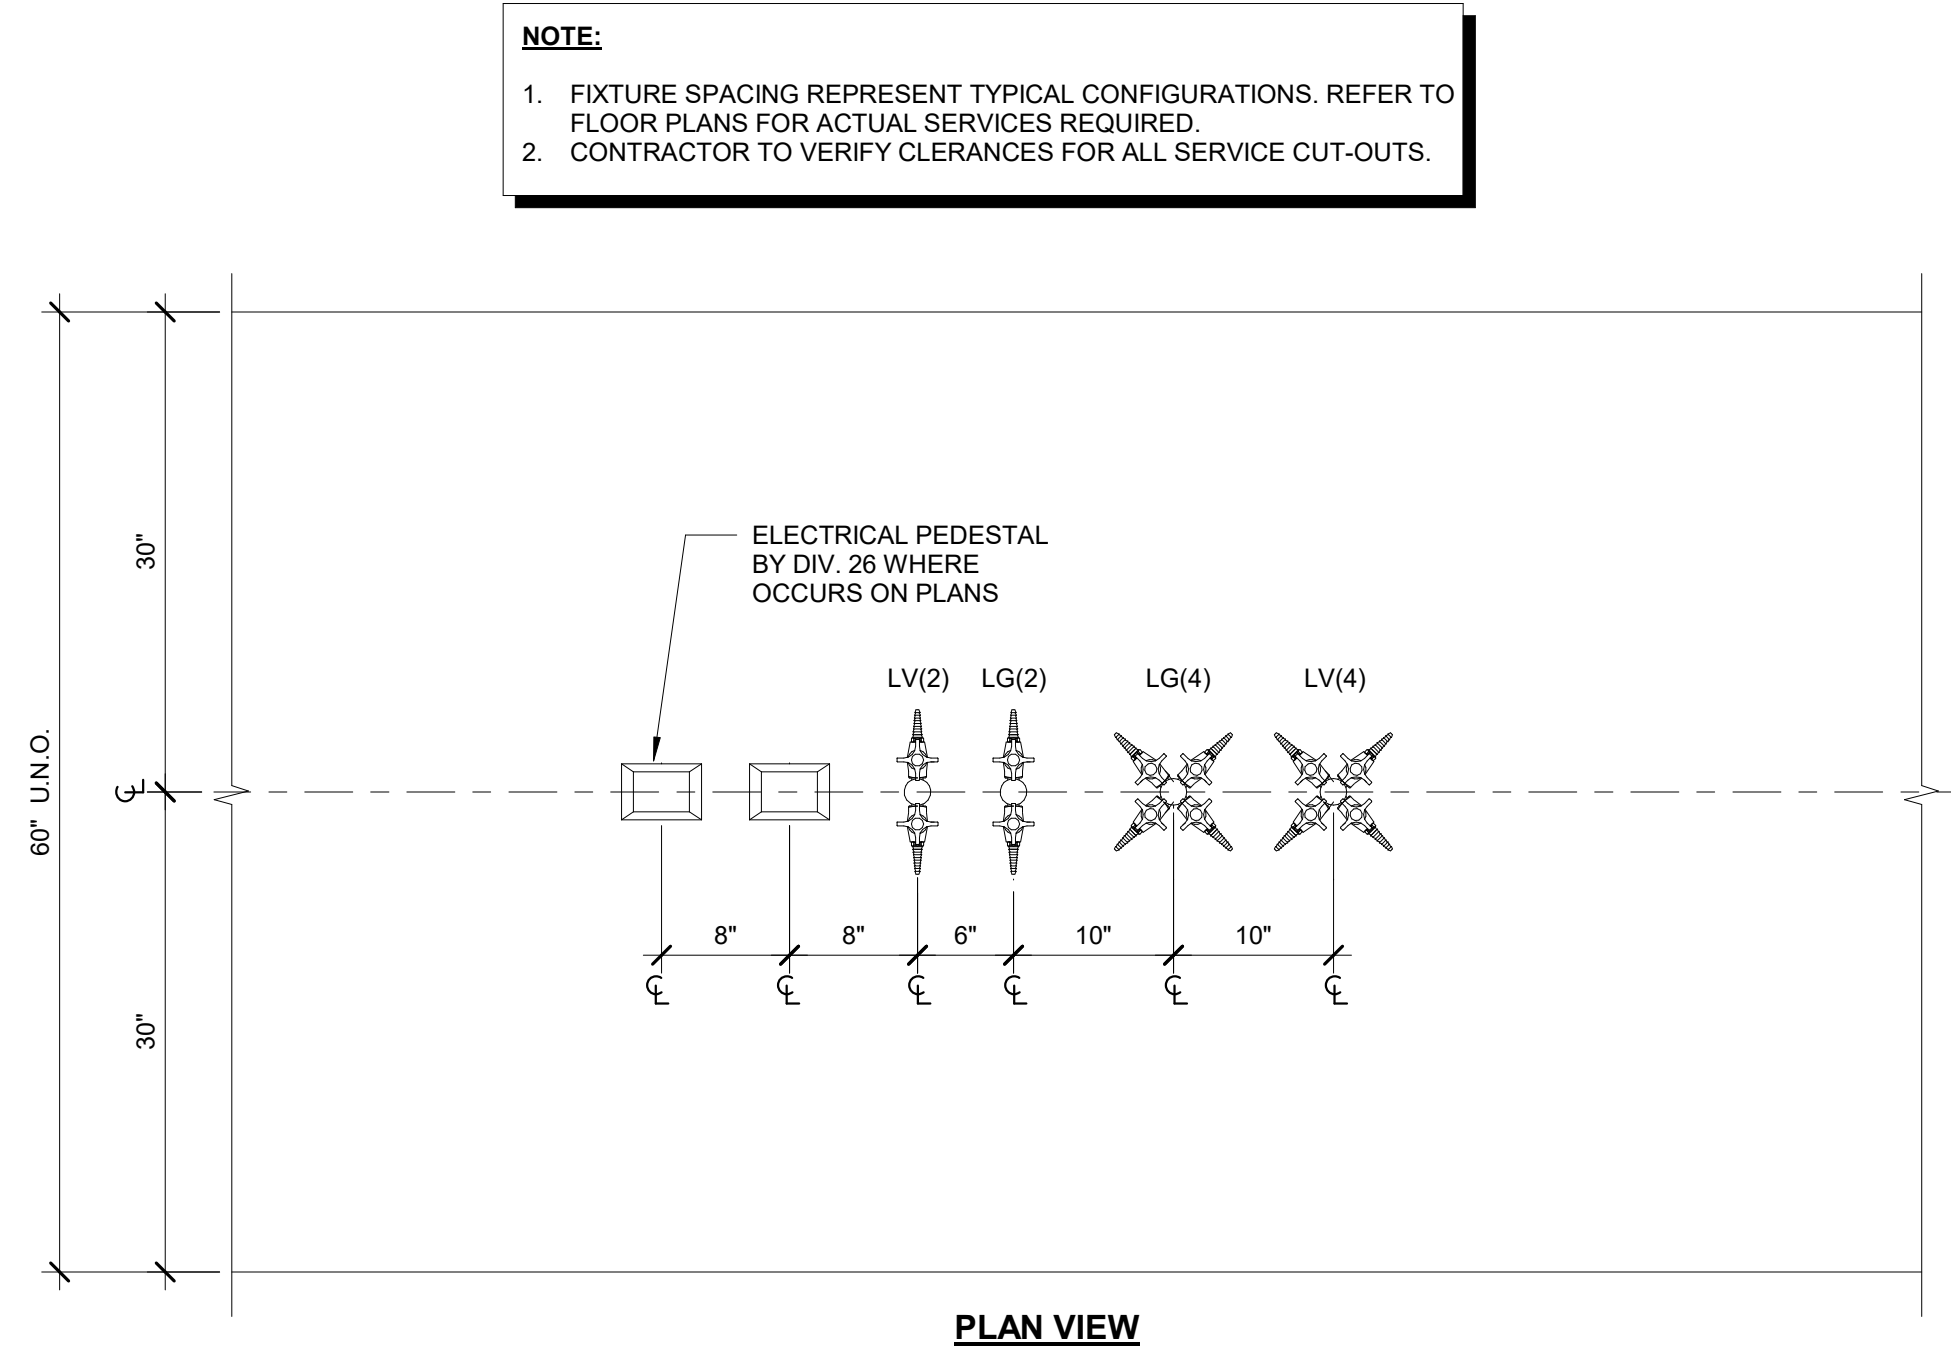 NOTE:
1. FIXTURE SPACING REPRESENT TYPICAL CONFIGURATIONS. REFER TO
FLOOR PLANS FOR ACTUAL SERVICES REQUIRED.
2. CONTRACTOR TO VERIFY CLERANCES FOR ALL SERVICE CUT-OUTS.
30"
60" U.N.O.
℄
30"
ELECTRICAL PEDESTAL
BY DIV. 26 WHERE
OCCURS ON PLANS
LV(2) LG(2) LG(4) LV(4)
8" 8" 6" 10" 10"
℄ ℄ ℄ ℄ ℄ ℄
PLAN VIEW